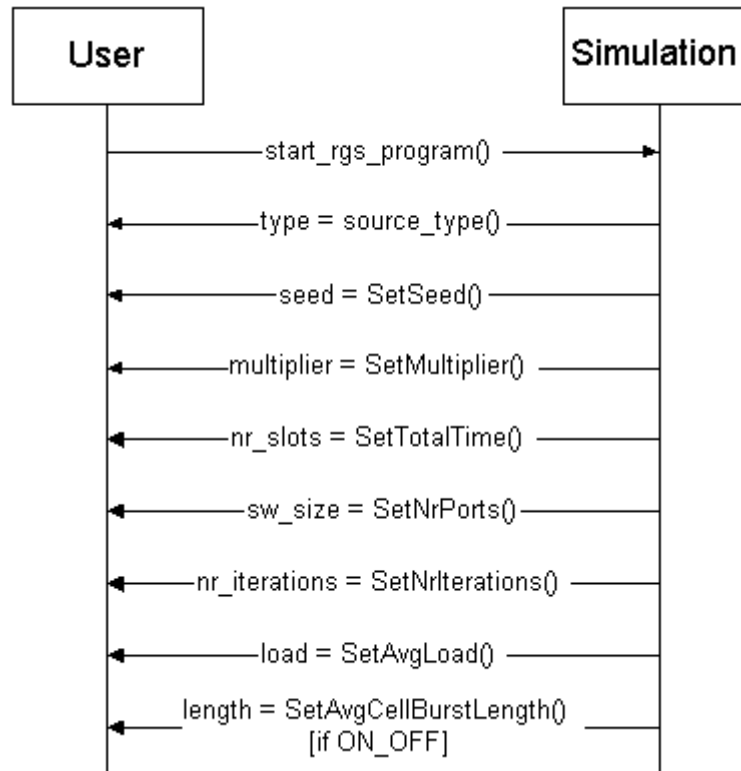 User
Simulation
start_rgs_program()
type = source_type()
seed = SetSeed()
multiplier = SetMultiplier()
nr_slots = SetTotalTime()
sw_size = SetNrPorts()
nr_iterations = SetNrIterations()
load = SetAvgLoad()
length = SetAvgCellBurstLength()
[if ON_OFF]